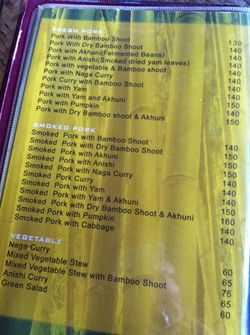 FRESH PORK
Pork with Bamboo Shoot 130
Pork With Dry Bamboo Shoot 140
Pork with Akhuni(Fermented Beans) 140
Pork with Anishi(Smoked dried yam leaves) 140
Pork with vegetable & Bamboo shoot 150
Pork with Naga Curry 140
Pork Curry with Bamboo Shoot 140
Pork with Yam 140
Pork with Yam and Akhuni 140
Pork with Pumpkin 150
Pork with Dry Bamboo shoot & Akhuni 150
SMOKED PORK
Smoked Pork with Bamboo Shoot 140
Smoked Pork with Dry Bamboo Shoot 140
Smoked Pork with Akhuni 140
Smoked Pork with Anishi 140
Smoked Pork with Naga Curry 150
Smoked Pork Curry 140
Smoked Pork with Yam 140
Smoked Pork with Yam & Akhuni 140
Smoked Pork with Dry Bamboo Shoot & Akhuni 150
Smoked Pork with Pumpkin 160
Smoked Pork with Cabbage 140
VEGETABLE
Naga Curry 60
Mixed Vegetable Stew 65
Mixed Vegetable Stew with Bamboo Shoot 75
Anishi Curry 65
Green Salad 60